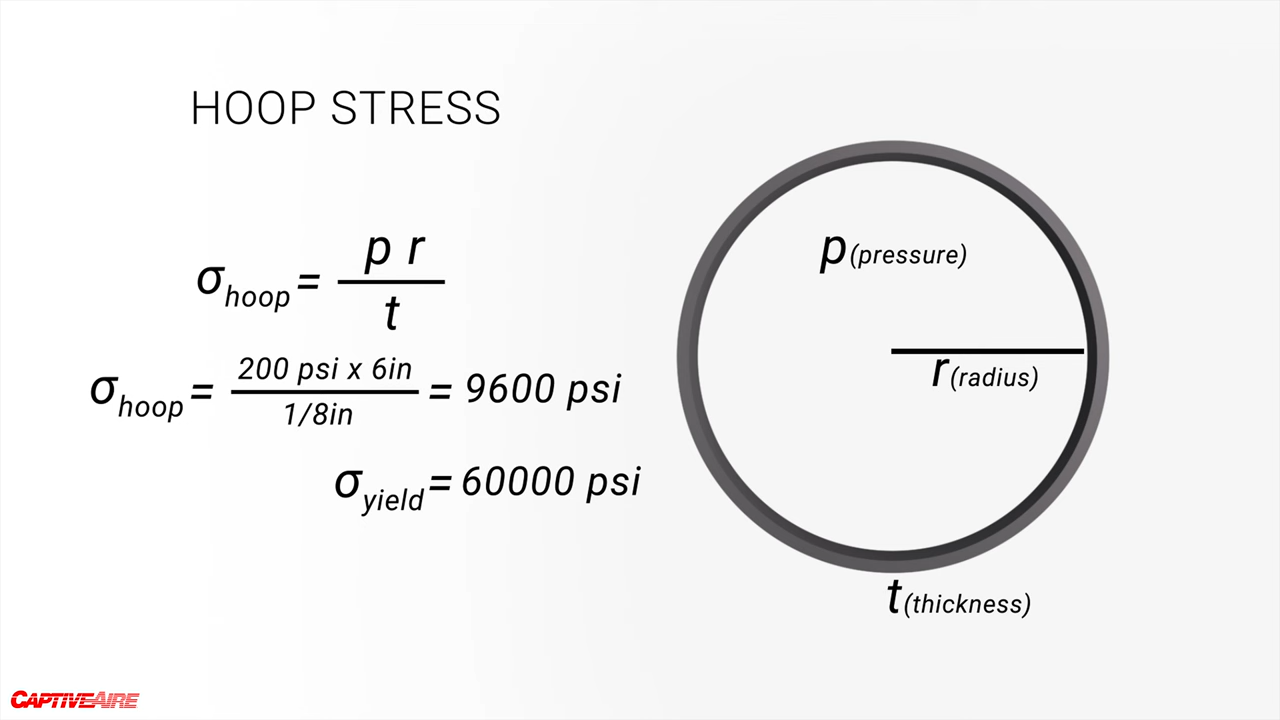 HOOP STRESS
σhoop = p r / t
σhoop = 200 psi x 6in / 1/8in = 9600 psi
σyield = 60000 psi
p(pressure)
r(radius)
t(thickness)
CAPTIVEAIRE